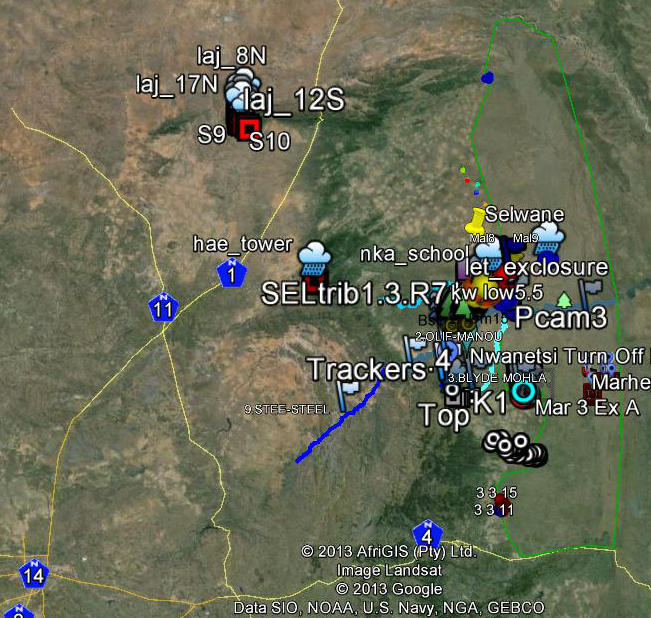 laj_8N
laj_17N
laj_12S
S9
S10
Selwane
Mal8
Mal9
hae_tower
nka_school
let_exclosure
1
SELtrib1.3.R7
kw low5.5
11
Pcam3
2-OLIF-MANOU
Nwanetsi Turn Off
Trackers 4
3.BLYDE MOHLA
Marhe
9.STEE-STEEL
K1
Top
Mar 3 Ex A
3 3 15
3 3 11
N
4
© 2013 AfriGIS (Pty) Ltd.
14
Image Landsat
© 2013 Google
Data SIO, NOAA, U.S. Navy, NGA, GEBCO